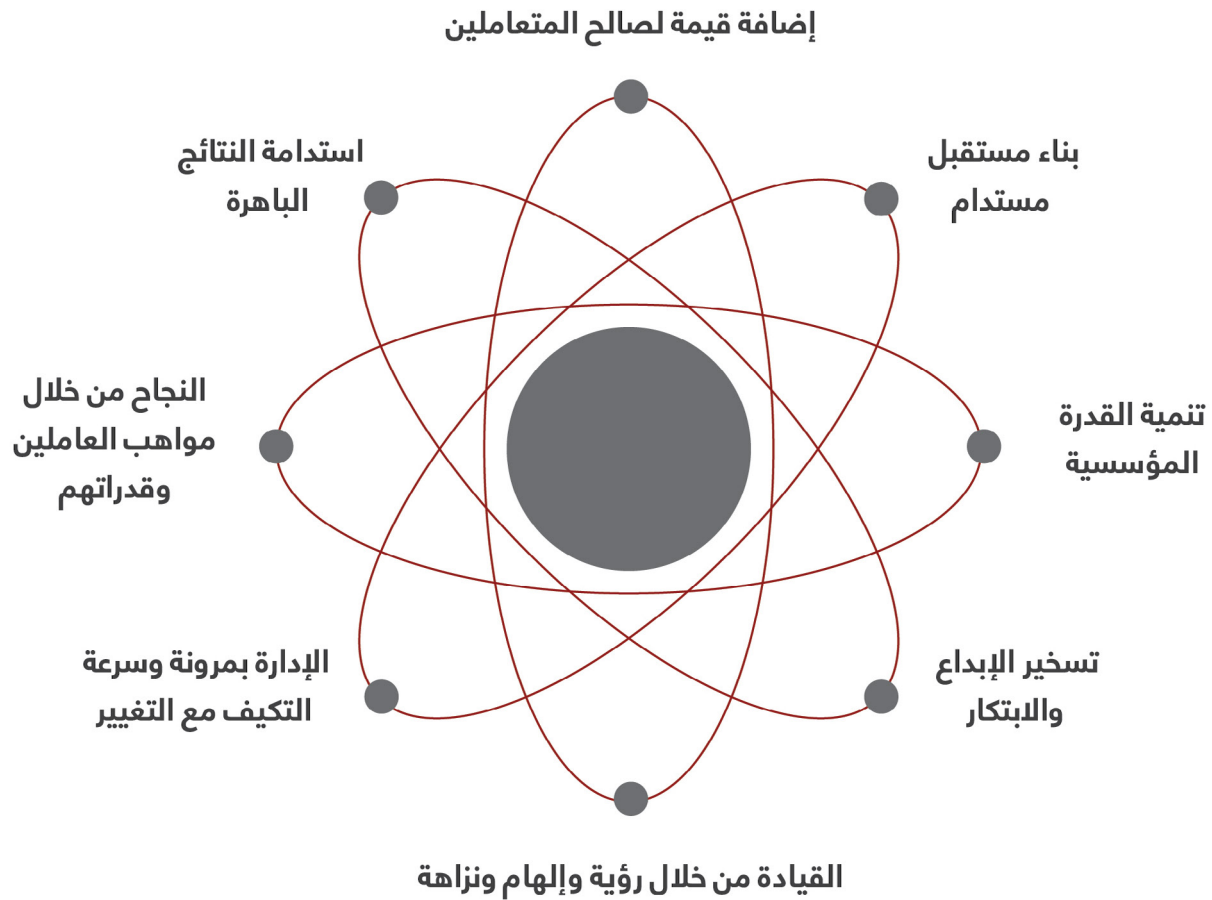 إضافة قيمة لصالح المتعاملين
بناء مستقبل
مستدام
استدامة النتائج
الباهرة
تنمية القدرة
المؤسسية
النجاح من خلال
مواهب العاملين
وقدراتهم
تسخير الإبداع
والابتكار
الإدارة بمرونة وسرعة
التكيف مع التغيير
القيادة من خلال رؤية وإلهام ونزاهة